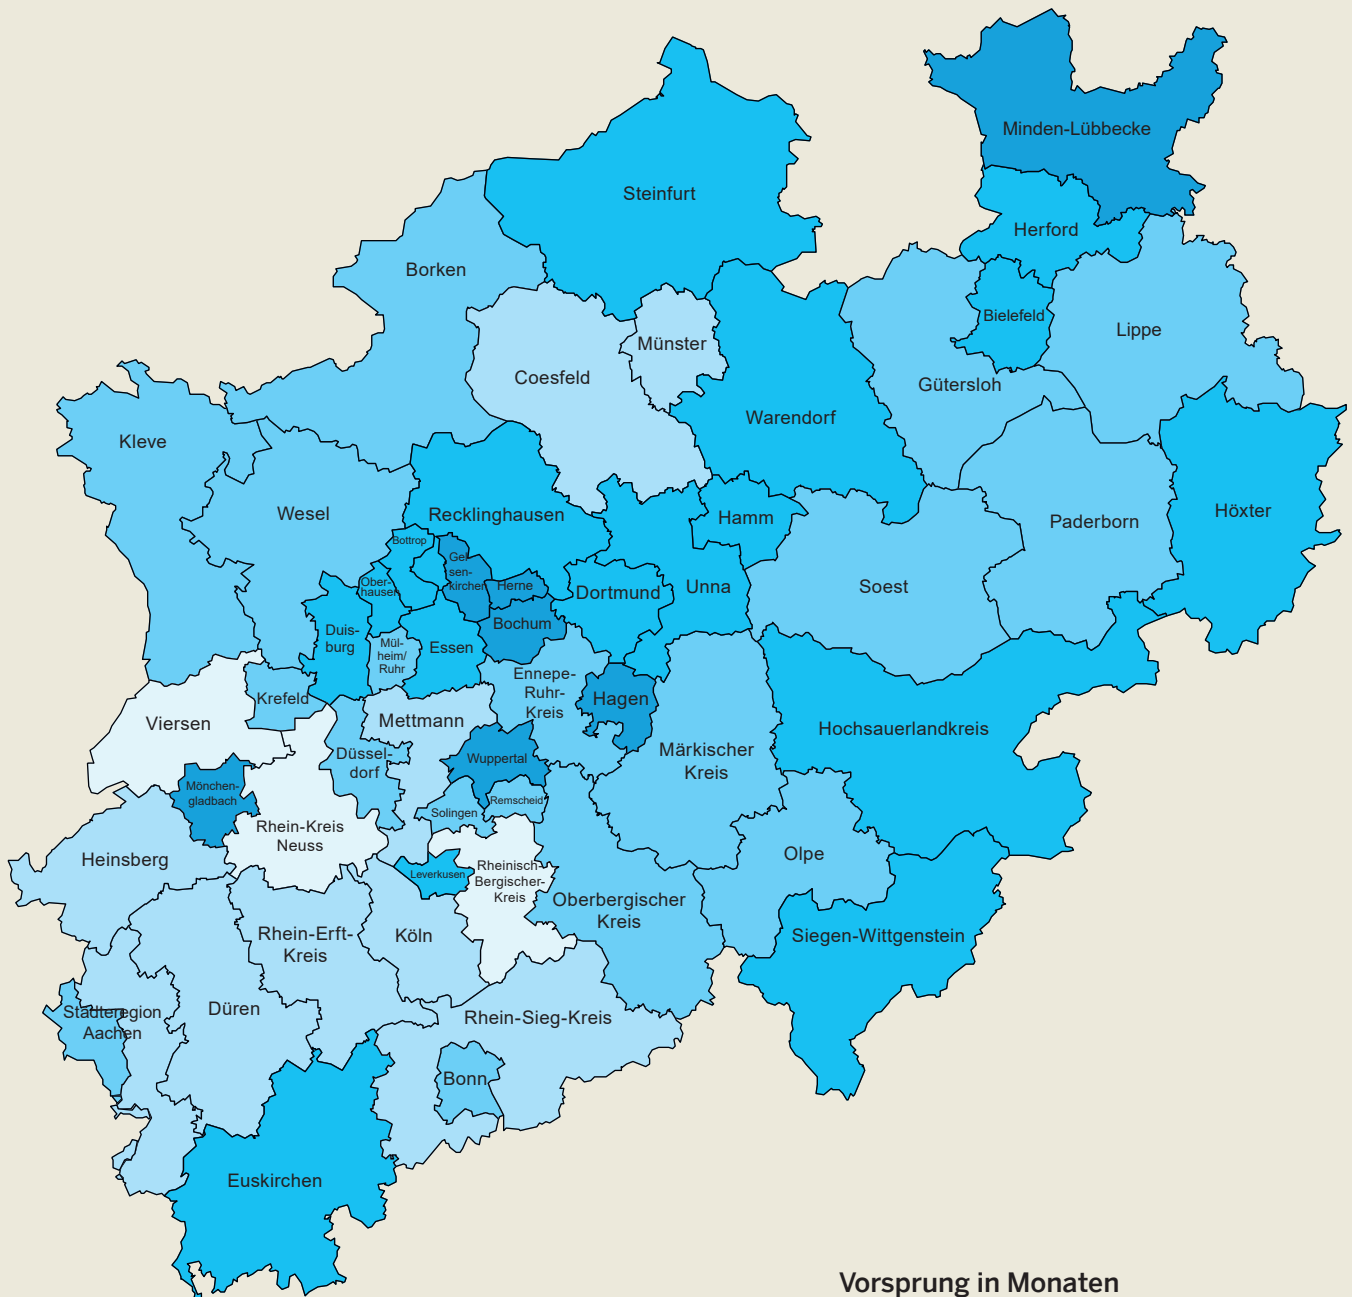 Minden-Lübbecke
Steinfurt
Herford
Borken
Bielefeld
Lippe
Münster
Coesfeld
Gütersloh
Warendorf
Kleve
Wesel
Recklinghausen
Hamm
Paderborn
Höxter
Bottrop
Gel-
sen-
kirchen
Ober-
hausen
Herne
Dortmund
Unna
Soest
Duis-
burg
Mül-
heim/
Ruhr
Essen
Bochum
Ennepe-
Ruhr-
Kreis
Hagen
Krefeld
Viersen
Mettmann
Hochsauerlandkreis
Düssel-
dorf
Wuppertal
Märkischer
Kreis
Mönchen-
gladbach
Solingen
Remscheid
Rhein-Kreis
Neuss
Heinsberg
Olpe
Leverkusen
Rheinisch-
Bergischer-
Kreis
Oberbergischer
Kreis
Rhein-Erft-
Kreis
Köln
Siegen-Wittgenstein
Städteregion
Aachen
Düren
Rhein-Sieg-Kreis
Bonn
Euskirchen
Vorsprung in Monaten